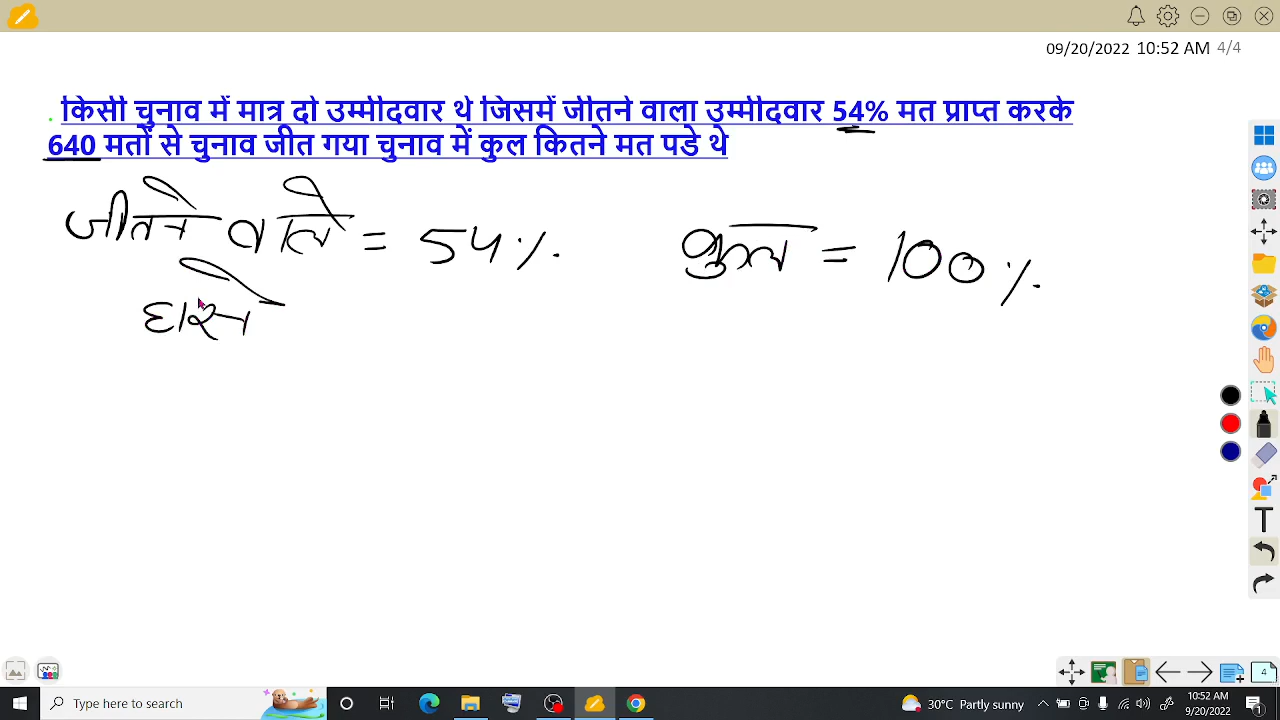 09/20/2022 10:52 AM 4/4
. किसी चुनाव में मात्र दो उम्मीदवार थे जिसमें जीतने वाला उम्मीदवार 54% मत प्राप्त करके
640 मतों से चुनाव जीत गया चुनाव में कुल कितने मत पडे थे
जीतने वाले = 54%. कुल = 100%.
T
4
Type here to search
30°C Partly sunny
10:52 AM
9/20/2022
1